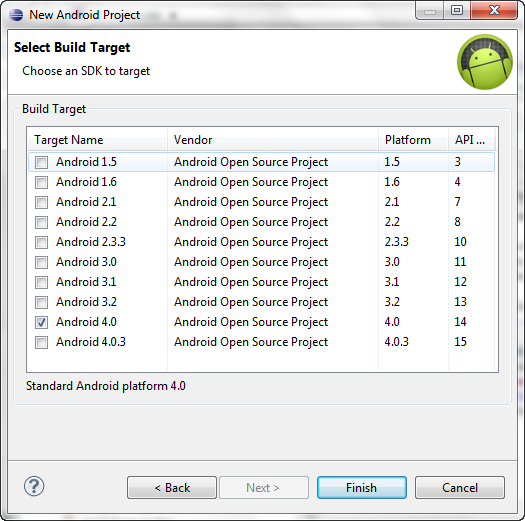 New Android Project
Select Build Target
Choose an SDK to target
Build Target
Target Name Vendor Platform API ...
Android 1.5 Android Open Source Project 1.5 3
Android 1.6 Android Open Source Project 1.6 4
Android 2.1 Android Open Source Project 2.1 7
Android 2.2 Android Open Source Project 2.2 8
Android 2.3.3 Android Open Source Project 2.3.3 10
Android 3.0 Android Open Source Project 3.0 11
Android 3.1 Android Open Source Project 3.1 12
Android 3.2 Android Open Source Project 3.2 13
Android 4.0 Android Open Source Project 4.0 14
Android 4.0.3 Android Open Source Project 4.0.3 15
Standard Android platform 4.0
? < Back Next > Finish Cancel